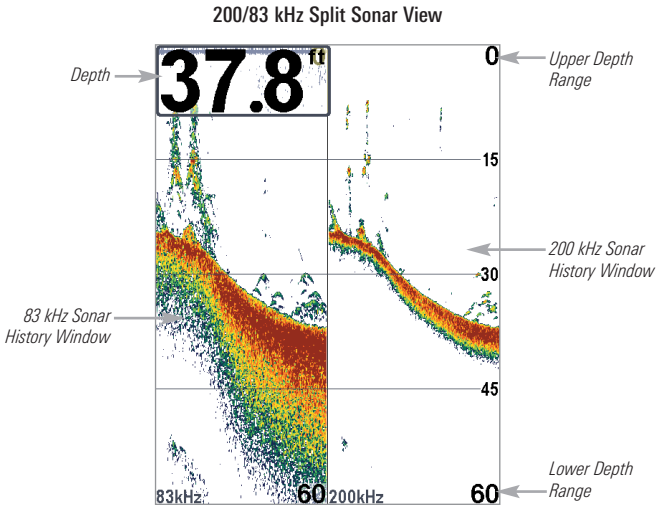 200/83 kHz Split Sonar View
Depth
37.8 ft
0
Upper Depth
Range
15
200 kHz Sonar
History Window
30
83 kHz Sonar
History Window
45
Lower Depth
Range
83kHz
60
200kHz
60